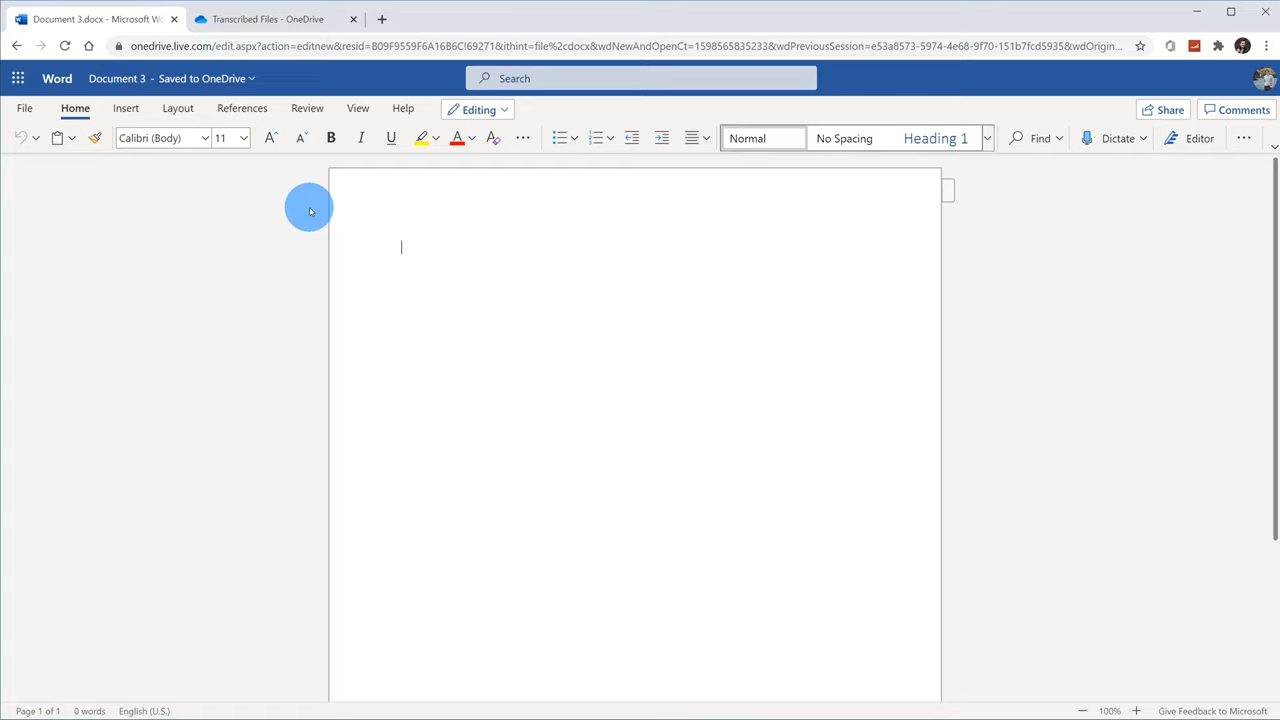 Document 3.docx - Microsoft Wo
Transcribed Files - OneDrive
onedrive.live.com/edit.aspx?action=editnew&resid=B09F9559F6A16B6C!69271&ithint=file%2cdocx&wdNewAndOpenCt=1598565835233&wdPreviousSession=e53a8573-5974-4e68-9f70-151b7fcd5935&wdOrigin...
Word Document 3 - Saved to OneDrive Search
File Home Insert Layout References Review View Help Editing Share Comments
Calibri (Body) 11 B I U A Normal No Spacing Heading 1 Find Dictate Editor
Page 1 of 1 0 words English (U.S.) 100% Give Feedback to Microsoft